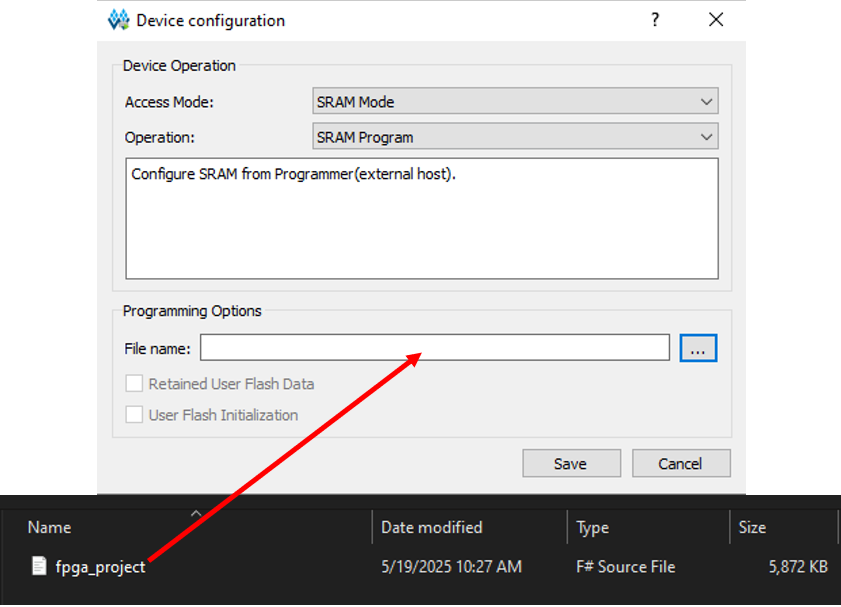 Device configuration ? ×
Device Operation
Access Mode: SRAM Mode
Operation: SRAM Program
Configure SRAM from Programmer(external host).
Programming Options
File name: ...
Retained User Flash Data
User Flash Initialization
Save Cancel
Name Date modified Type Size
fpga_project 5/19/2025 10:27 AM F# Source File 5,872 KB